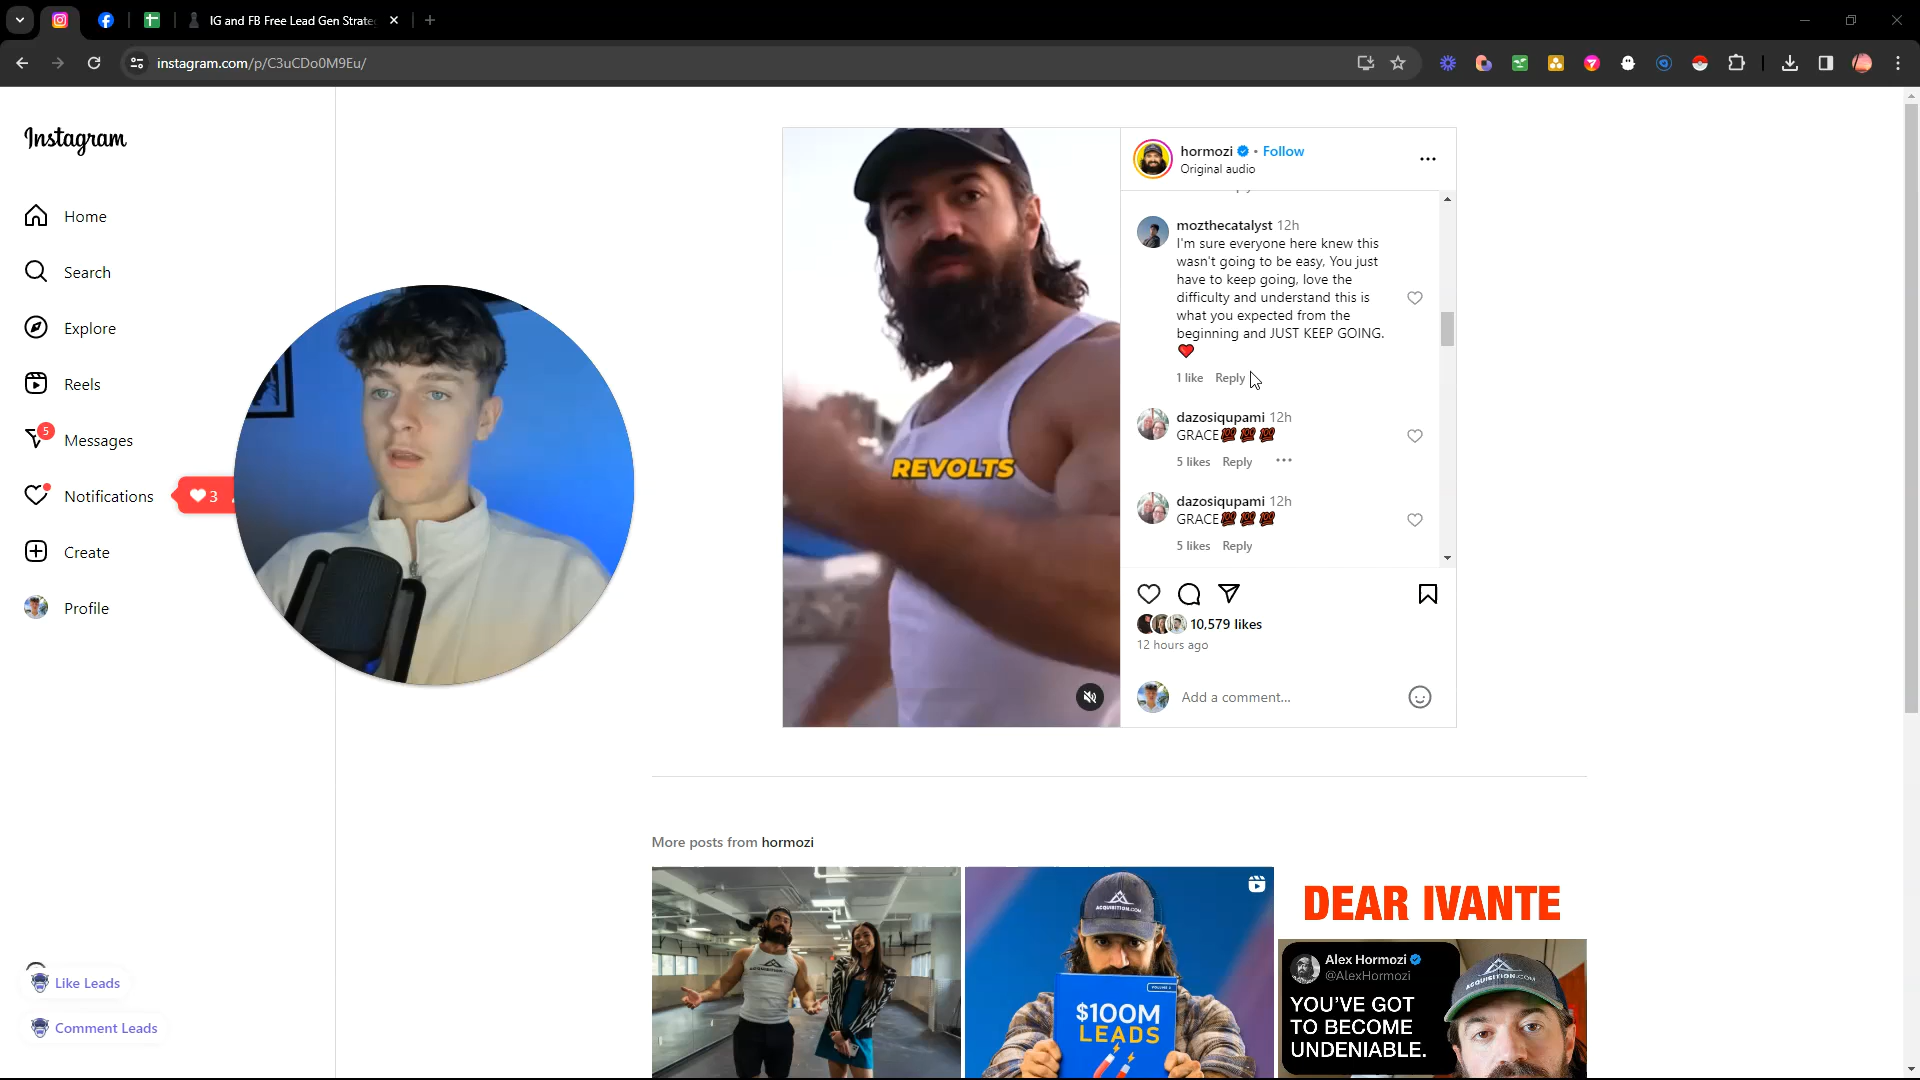 IG and FB Free Lead Gen Strate
instagram.com/p/C3uCDo0M9Eu/
Instagram
Home
Search
Explore
Reels
5
Messages
Notifications
3
Create
Profile
Like Leads
Comment Leads
REVOLTS
hormozi • Follow
Original audio
mozthecatalyst 12h
I'm sure everyone here knew this
wasn't going to be easy, You just
have to keep going, love the
difficulty and understand this is
what you expected from the
beginning and JUST KEEP GOING.
❤️
1 like Reply
dazosiqupami 12h
GRACE💯💯💯
5 likes Reply
dazosiqupami 12h
GRACE💯💯💯
5 likes Reply
10,579 likes
12 hours ago
Add a comment...
More posts from hormozi
ACQUISITION.COM
$100M
LEADS
DEAR IVANTE
Alex Hormozi
@AlexHormozi
YOU'VE GOT
TO BECOME
UNDENIABLE.
ACQUISITION.COM